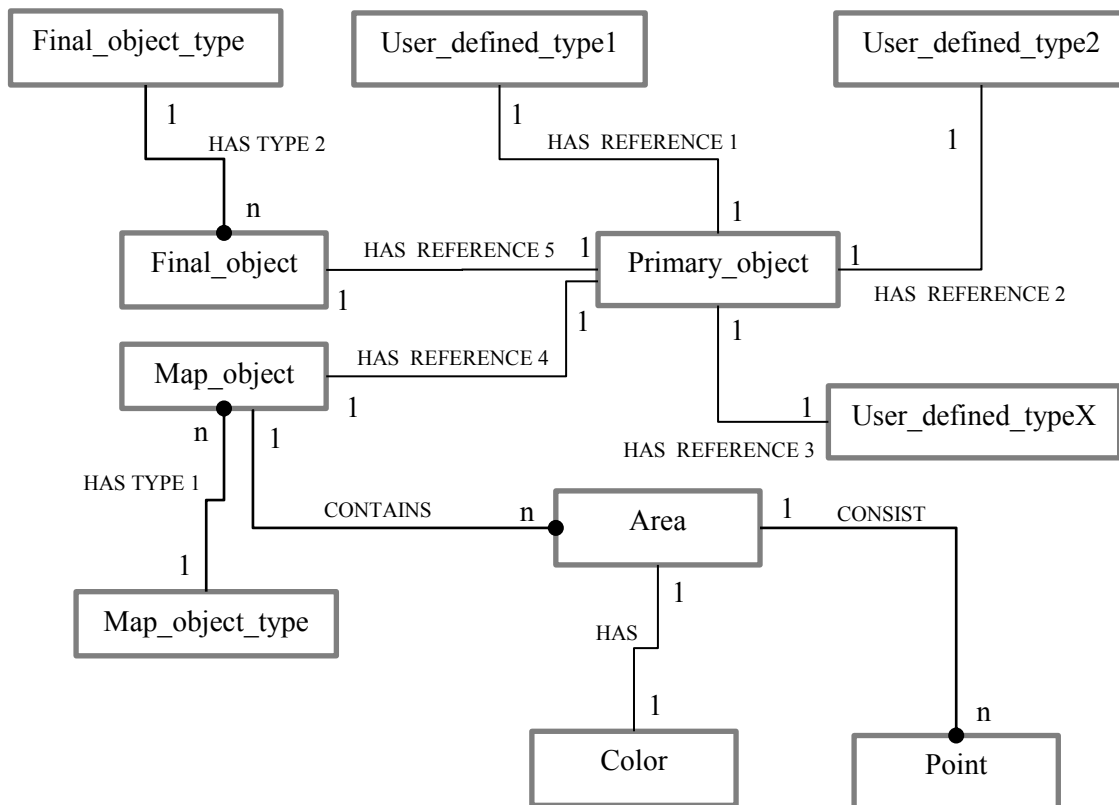 Final_object_type
User_defined_type1
User_defined_type2
1
1
1
HAS TYPE 2
HAS REFERENCE 1
n
1
Final_object
HAS REFERENCE 5
1
Primary_object
1
HAS REFERENCE 2
1
1
1
Map_object
HAS REFERENCE 4
1
1
User_defined_typeX
n
1
HAS REFERENCE 3
HAS TYPE 1
CONTAINS
n
Area
1
CONSIST
1
1
Map_object_type
HAS
1
n
Color
Point